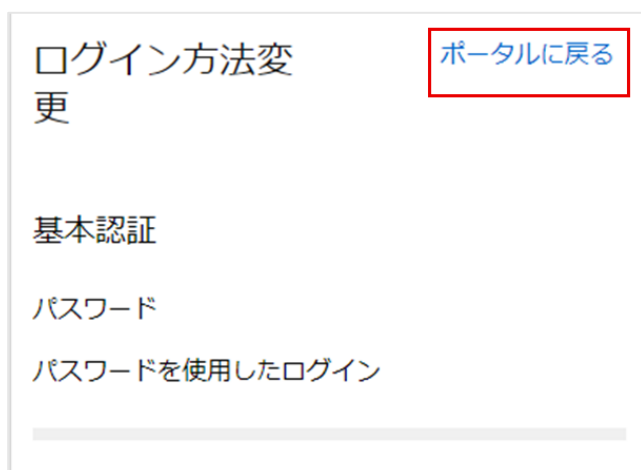 ログイン方法変
更
ポータルに戻る
基本認証
パスワード
パスワードを使用したログイン